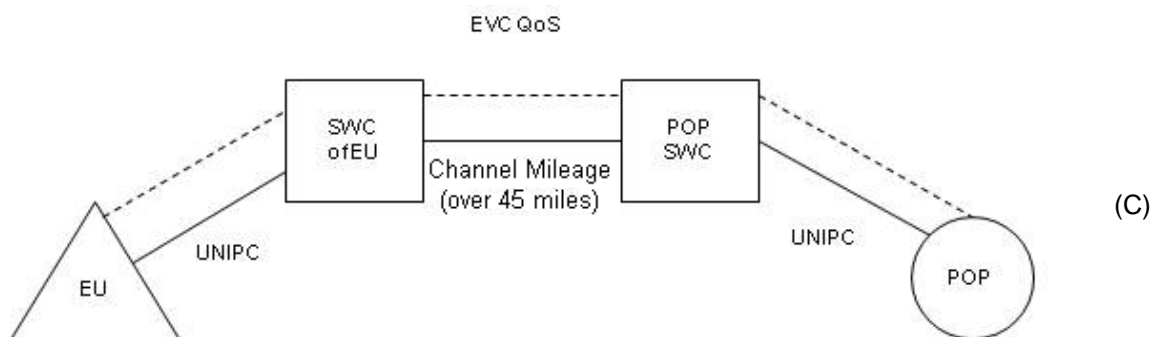 EVC QoS
SWC
ofEU
POP
SWC
Channel Mileage
(over 45 miles)
(C)
UNIPC
UNIPC
EU
POP